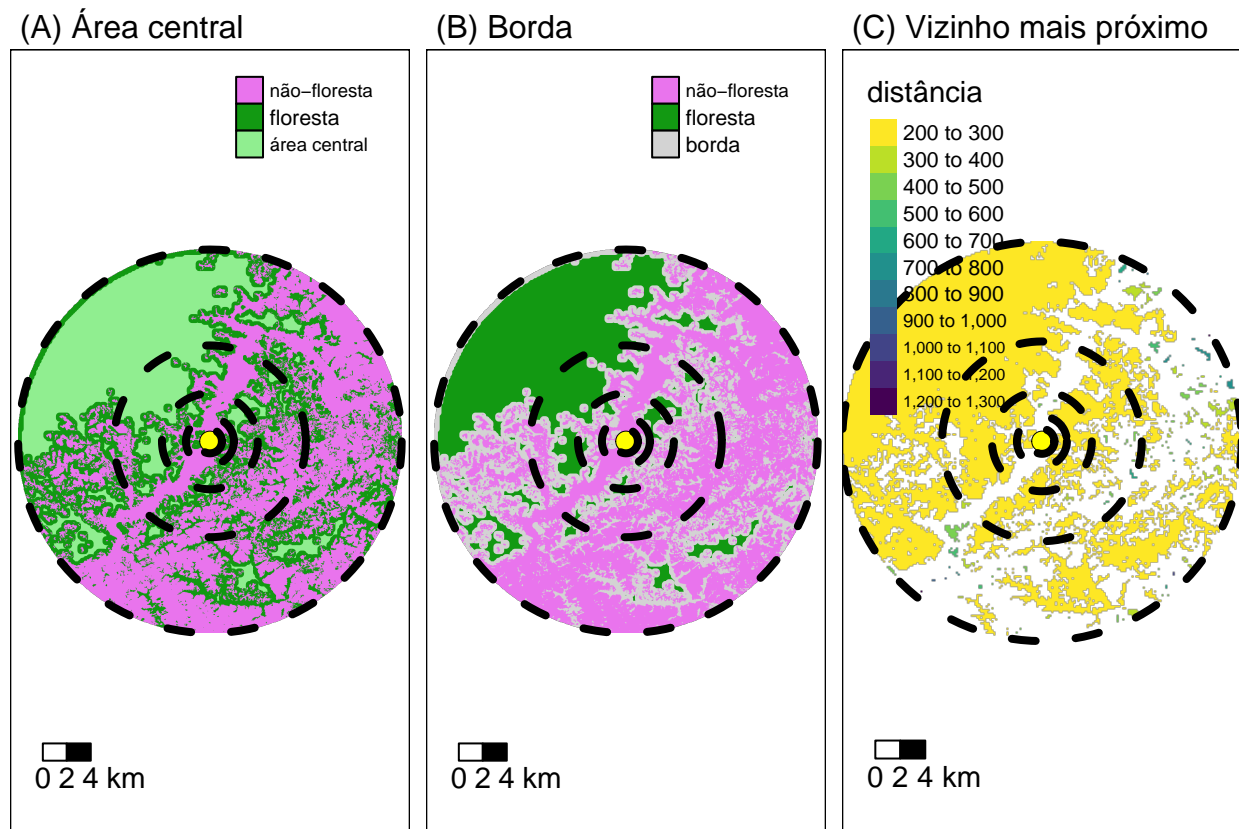 (A) Área central
não−floresta
floresta
área central
0 2 4 km
(B) Borda
não−floresta
floresta
borda
0 2 4 km
(C) Vizinho mais próximo
distância
200 to 300
300 to 400
400 to 500
500 to 600
600 to 700
700 to 800
800 to 900
900 to 1,000
1,000 to 1,100
1,100 to 1,200
1,200 to 1,300
0 2 4 km